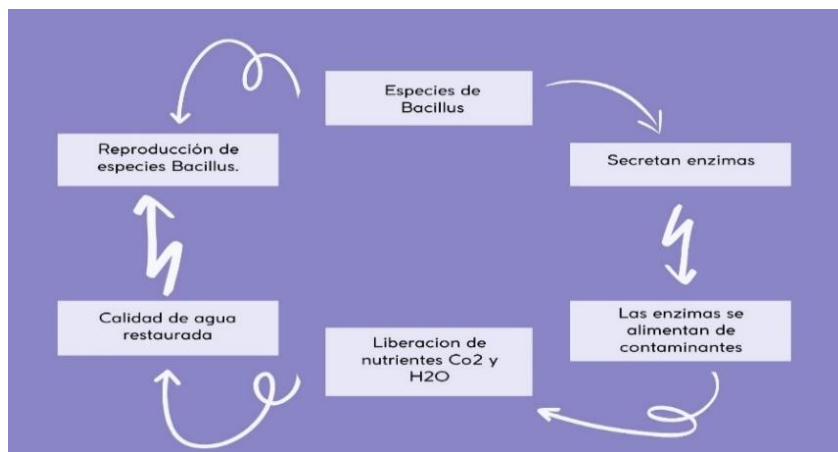 Especies de
Bacillus
Reproducción de
especies Bacillus.
Secretan enzimas
Calidad de agua
restaurada
Liberacion de
nutrientes Co2 y
H2O
Las enzimas se
alimentan de
contaminantes